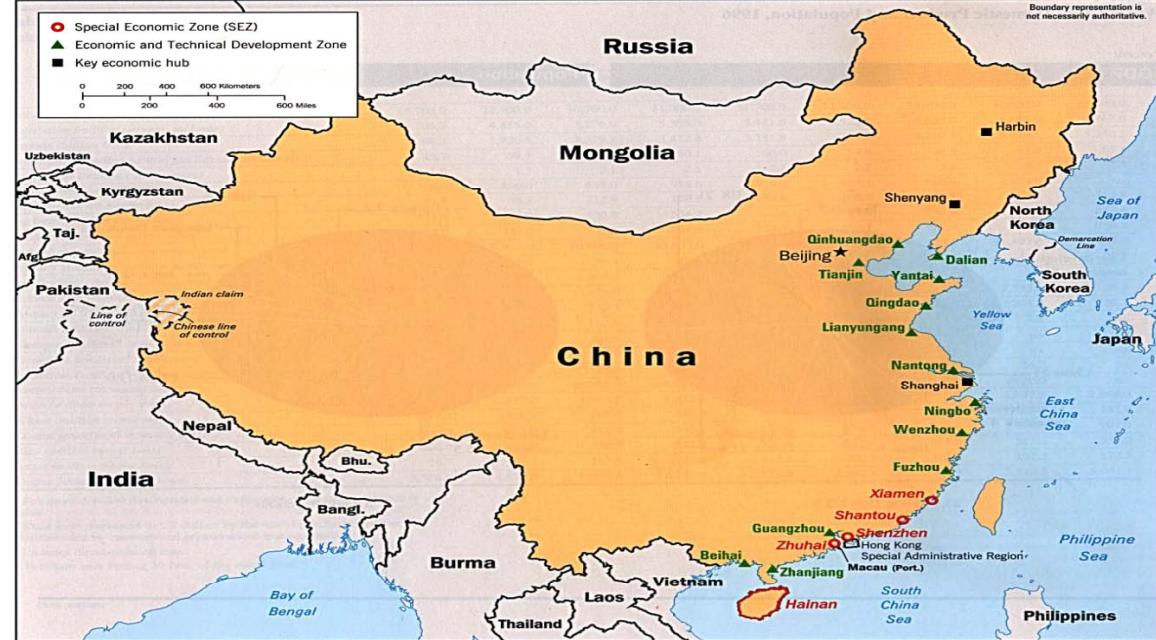 Boundary representation is
not necessarily authoritative.
Special Economic Zone (SEZ)
Economic and Technical Development Zone
Key economic hub
0 200 400 600 Kilometers
0 200 400 600 Miles
Russia
Kazakhstan
Uzbekistan
Kyrgyzstan
Mongolia
Harbin
Shenyang
North
Korea
Sea of
Japan
Taj.
Afg
Qinhuangdao
Beijing
Demarcation
Line
Dalian
Tianjin
Yantai
South
Korea
Pakistan
Indian claim
Line of
control
Chinese line
of control
Qingdao
Lianyungang
Yellow
Sea
Japan
China
Nantong
Shanghai
Ningbo
East
China
Sea
Nepal
Wenzhou
Bhu.
Fuzhou
India
Xiamen
Shantou
Bangl.
Guangzhou
Shenzhen
Zhuhai
Hong Kong
Special Administrative Region
Macau (Port.)
Philippine
Sea
Beihai
Zhanjiang
Burma
Vietnam
Laos
Hainan
Bay of
Bengal
South
China
Sea
Thailand
Philippines